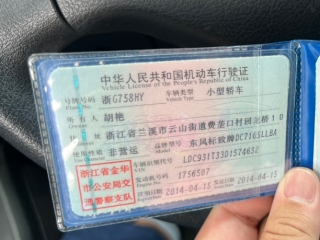 中华人民共和国机动车行驶证
Vehicle License of the People's Republic of China
号牌号码 浙G758HY 车辆类型 小型轿车
Vehicle Type
所有人 胡艳
住址 浙江省兰溪市云山街道费垄口村团北桥10
使用性质 非营运 品牌型号 东风标致牌DC7165LLBA
浙江省金华市公安局交通警察支队
车辆识别代号 LDC931T33D1574632
VIN
发动机号码 1756507
注册日期 2014-04-15 发证日期 2014-04-15